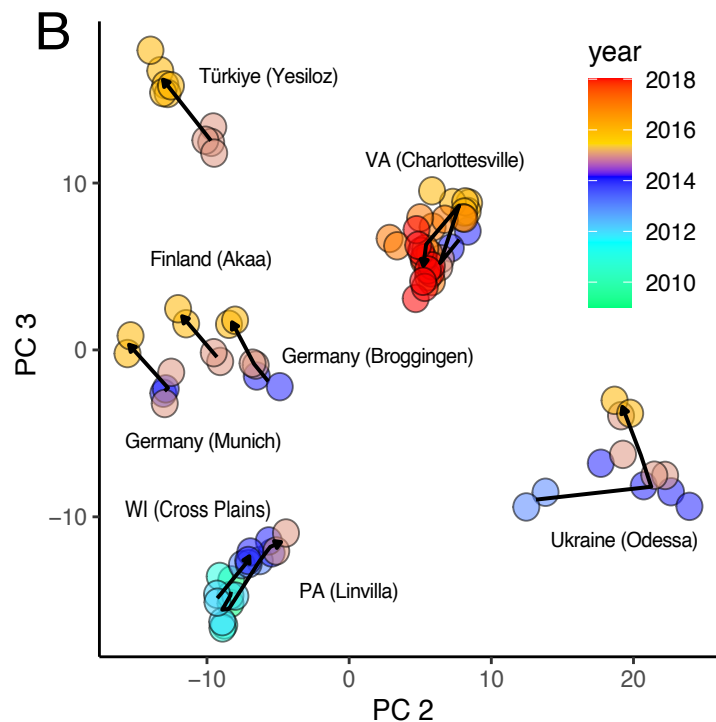 B
year
2018
2016
2014
2012
2010
Türkiye (Yesiloz)
VA (Charlottesville)
Finland (Akaa)
Germany (Broggingen)
Germany (Munich)
WI (Cross Plains)
Ukraine (Odessa)
PA (Linvilla)
PC 3
10
0
−10
−10
0
10
20
PC 2